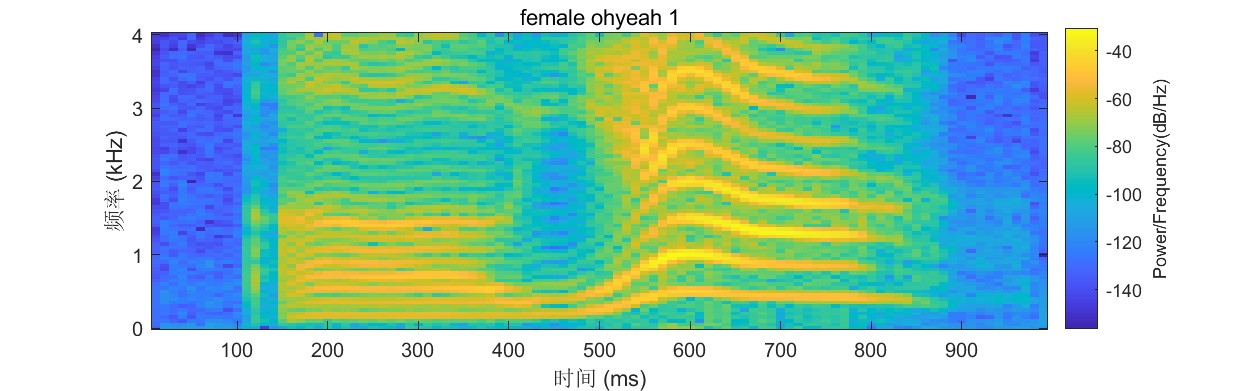 female ohyeah 1
4
3
2
1
0
频率 (kHz)
100 200 300 400 500 600 700 800 900
时间 (ms)
-40
-60
-80
-100
-120
-140
Power/Frequency(dB/Hz)